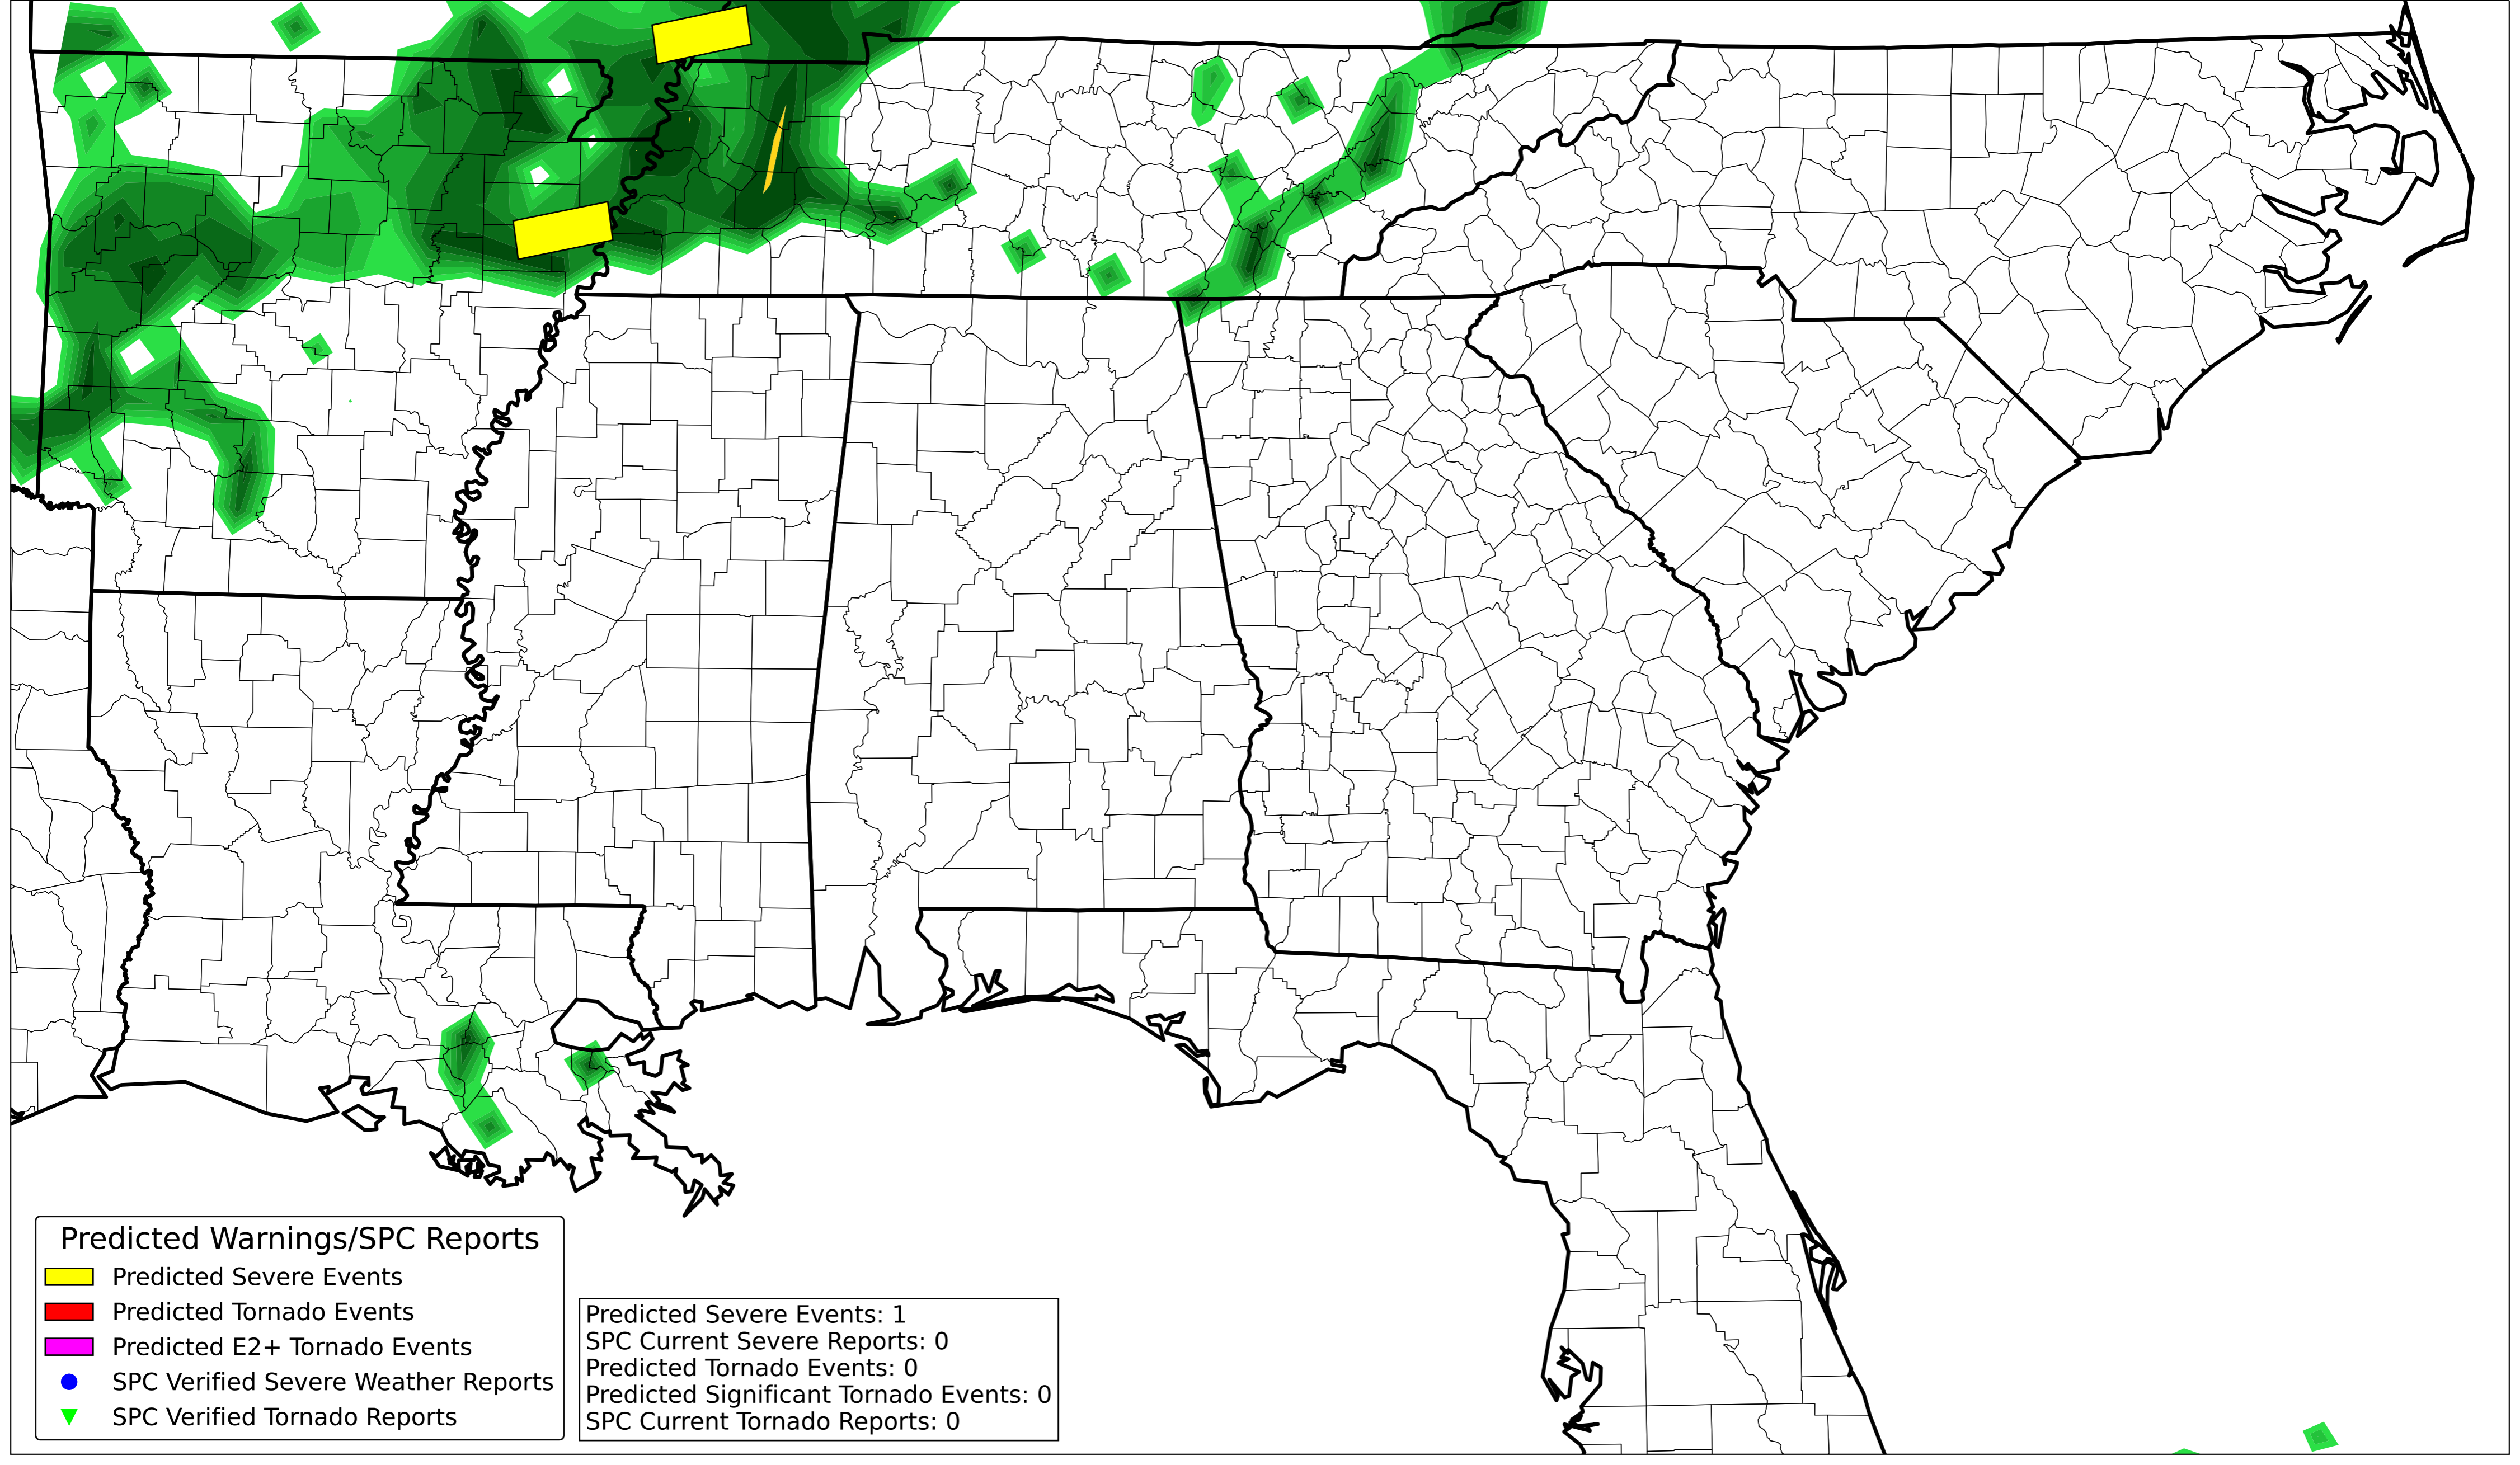 Predicted Warnings/SPC Reports
Predicted Severe Events
Predicted Tornado Events
Predicted E2+ Tornado Events
SPC Verified Severe Weather Reports
SPC Verified Tornado Reports
Predicted Severe Events: 1
SPC Current Severe Reports: 0
Predicted Tornado Events: 0
Predicted Significant Tornado Events: 0
SPC Current Tornado Reports: 0